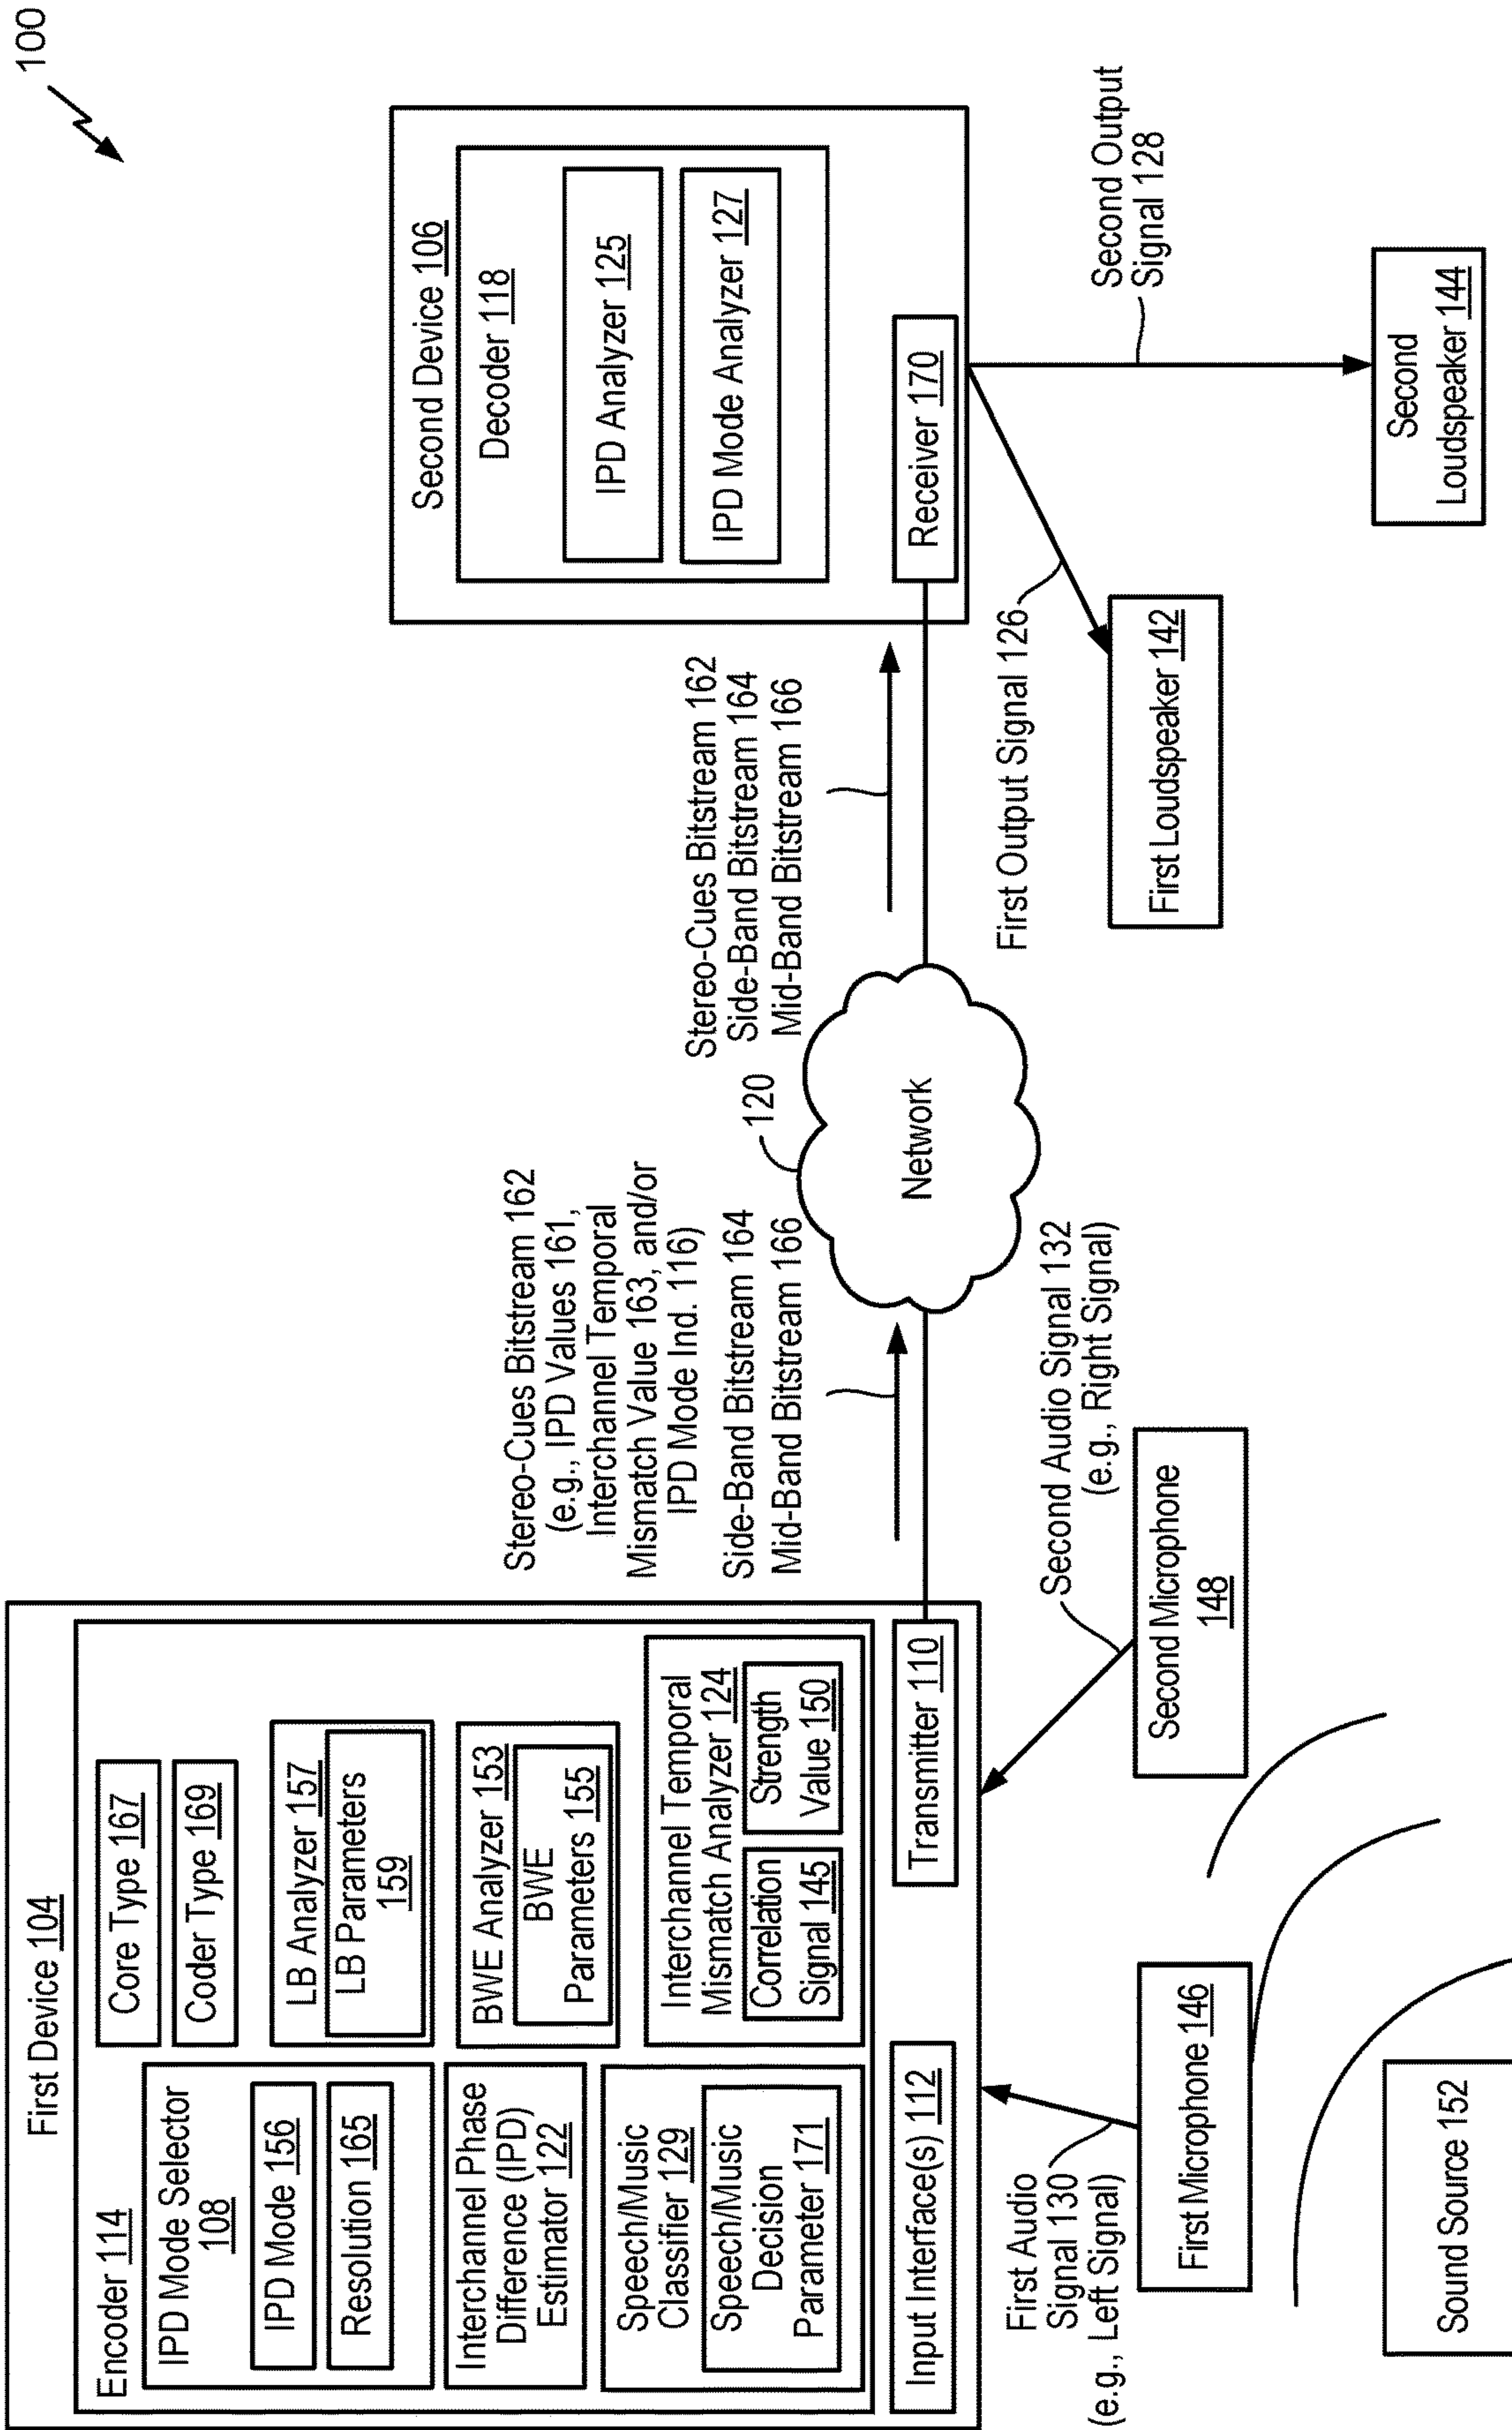 100
First Device 104
Encoder 114
IPD Mode Selector
108
IPD Mode 156
Resolution 165
Interchannel Phase
Difference (IPD)
Estimator 122
Speech/Music
Classifier 129
Speech/Music
Decision
Parameter 171
Core Type 167
Coder Type 169
LB Analyzer 157
LB Parameters
159
BWE Analyzer 153
BWE
Parameters 155
Interchannel Temporal
Mismatch Analyzer 124
Correlation
Signal 145
Strength
Value 150
Input Interface(s) 112
Transmitter 110
Stereo-Cues Bitstream 162
(e.g., IPD Values 161,
Interchannel Temporal
Mismatch Value 163, and/or
IPD Mode Ind. 116)
Side-Band Bitstream 164
Mid-Band Bitstream 166
120
Network
Stereo-Cues Bitstream 162
Side-Band Bitstream 164
Mid-Band Bitstream 166
Second Device 106
Decoder 118
IPD Analyzer 125
IPD Mode Analyzer 127
Receiver 170
First Audio
Signal 130
(e.g., Left Signal)
First Microphone 146
Second Audio Signal 132
(e.g., Right Signal)
Second Microphone
148
Sound Source 152
First Output Signal 126
First Loudspeaker 142
Second Output
Signal 128
Second
Loudspeaker 144